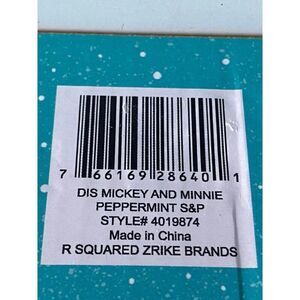 7 66169 28640 1
DIS MICKEY AND MINNIE
PEPPERMINT S&P
STYLE# 4019874
Made in China
R SQUARED ZRIKE BRANDS